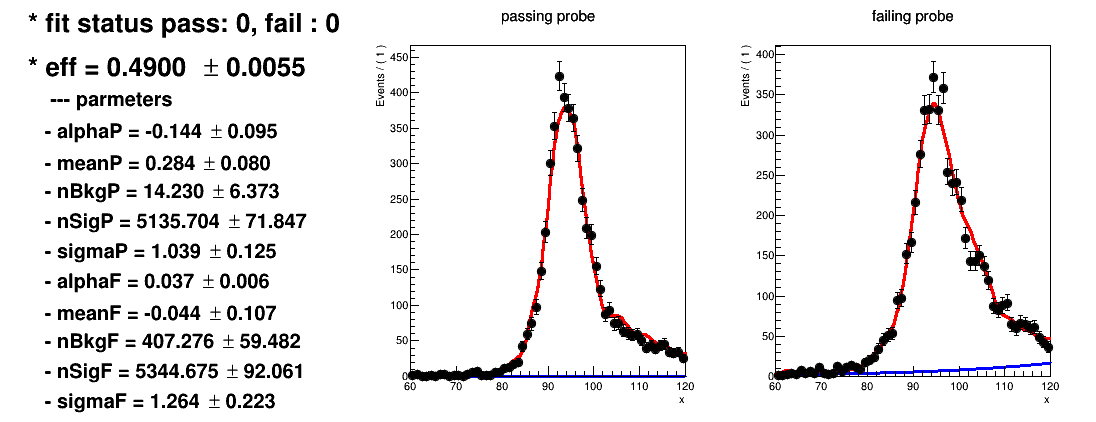 * fit status pass: 0, fail : 0
* eff = 0.4900 ± 0.0055
--- parmeters
- alphaP = -0.144 ± 0.095
- meanP = 0.284 ± 0.080
- nBkgP = 14.230 ± 6.373
- nSigP = 5135.704 ± 71.847
- sigmaP = 1.039 ± 0.125
- alphaF = 0.037 ± 0.006
- meanF = -0.044 ± 0.107
- nBkgF = 407.276 ± 59.482
- nSigF = 5344.675 ± 92.061
- sigmaF = 1.264 ± 0.223
passing probe
Events / ( 1 )
450
400
350
300
250
200
150
100
50
0
60 70 80 90 100 110 120
x
failing probe
Events / ( 1 )
400
350
300
250
200
150
100
50
0
60 70 80 90 100 110 120
x